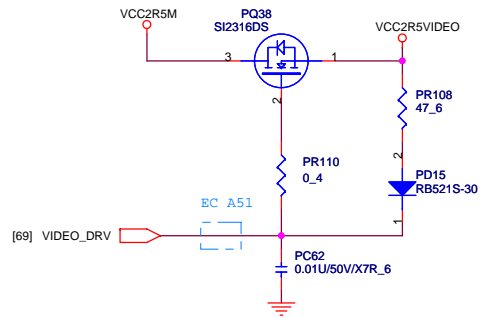 VCC2R5M
PQ38
SI2316DS
VCC2R5VIDEO
3
1
2
PR108
47_6
PR110
0_4
2
PD15
RB521S-30
1
EC A51
[69] VIDEO_DRV
PC62
0.01U/50V/X7R_6